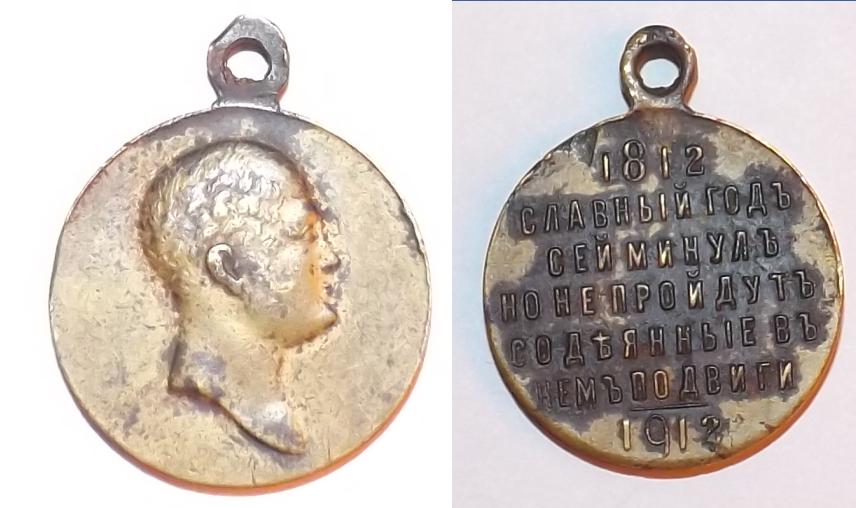 1812
СЛАВНЫЙ ГОДЪ
СЕЙ МИНУЛЪ
НО НЕ ПРОЙДУТЪ
СОДѢЯННЫЕ ВЪ
НЕМЪ ПОДВИГИ
1912